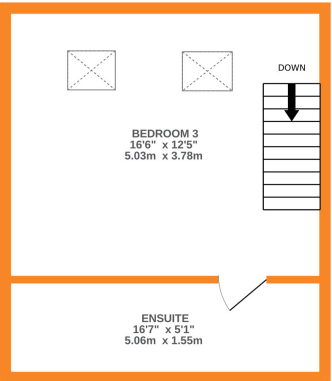 DOWN
BEDROOM 3
16'6" x 12'5"
5.03m x 3.78m
ENSUITE
16'7" x 5'1"
5.06m x 1.55m